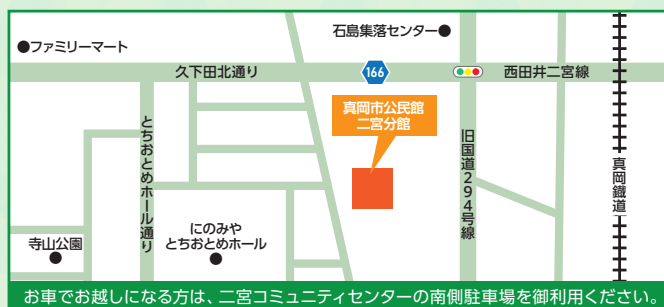 石島集落センター
ファミリーマート
久下田北通り
166
西田井二宮線
真岡市公民館
二宮分館
とちおとめホール通り
旧国道294号線
真岡鐵道
にのみや
とちおとめホール
寺山公園
お車でお越しになる方は、二宮コミュニティセンターの南側駐車場を御利用ください。